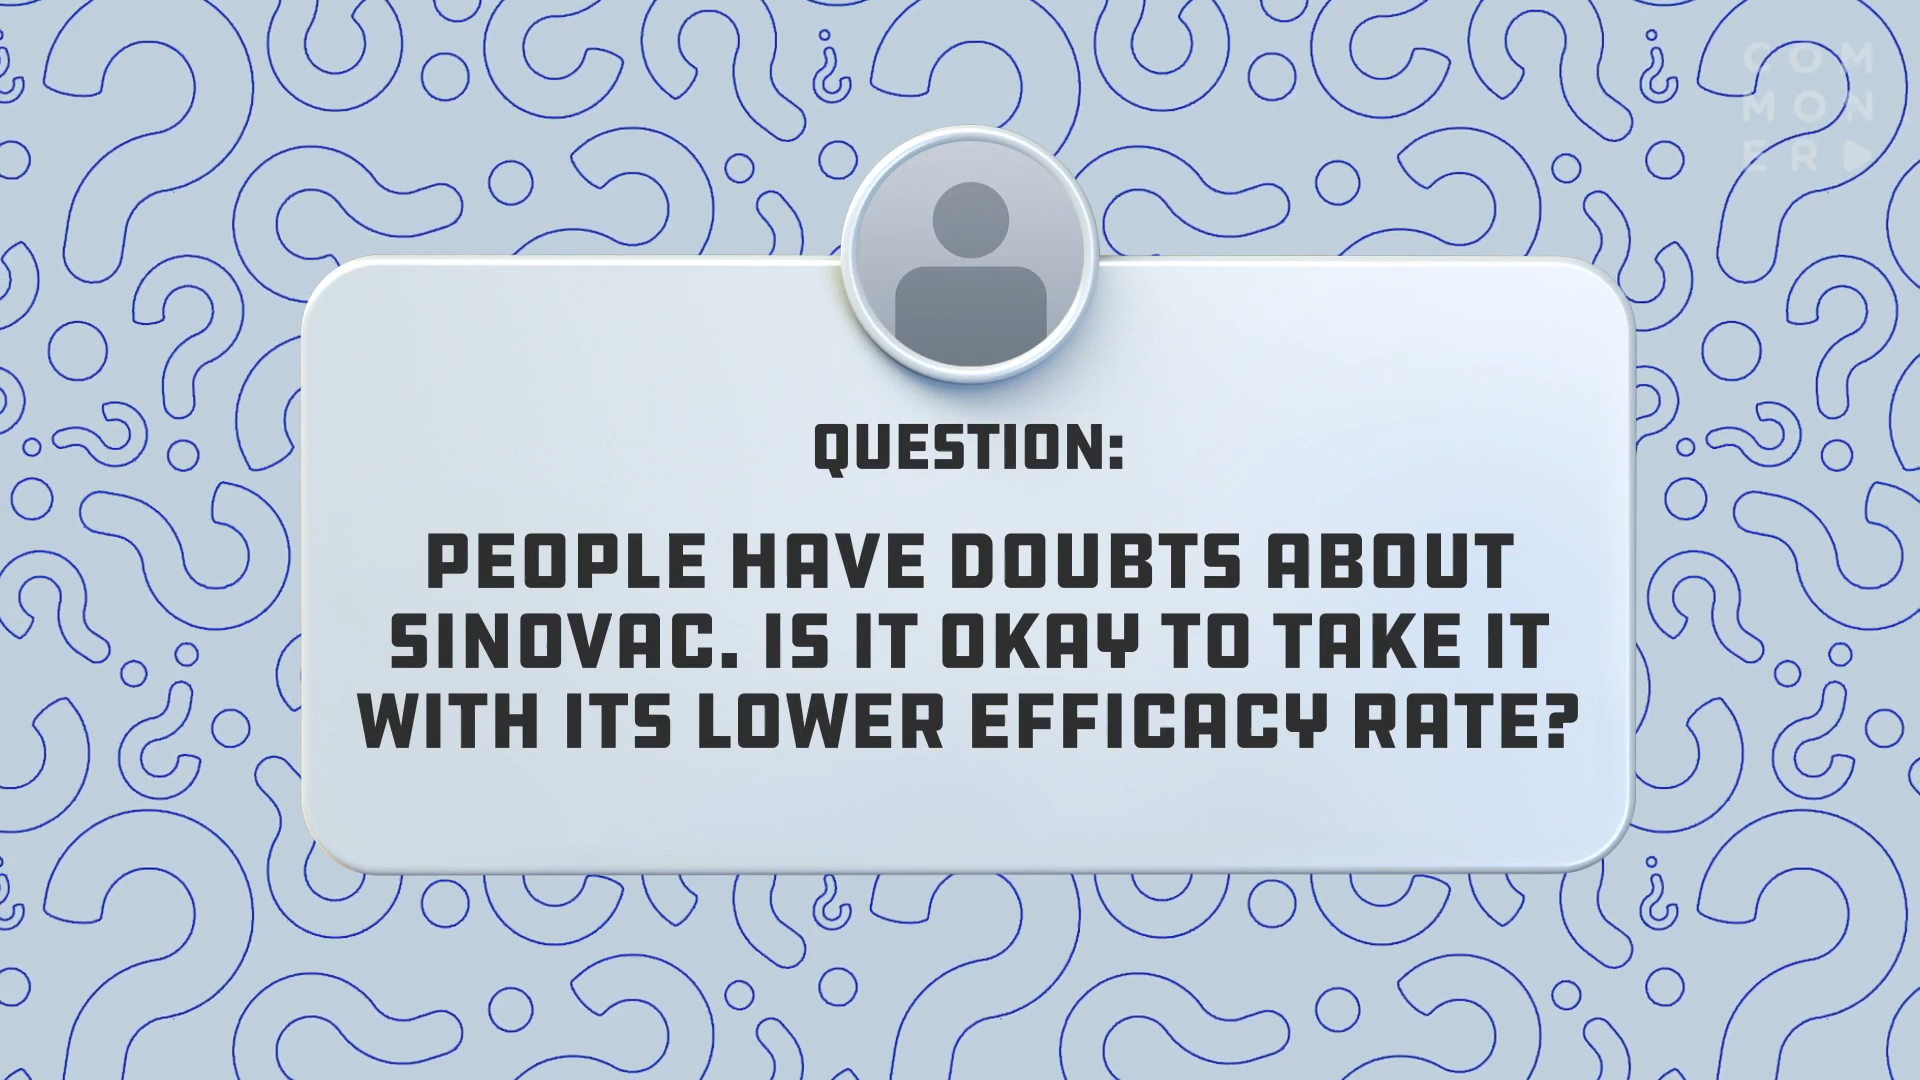 COM
MON
ER
QUESTION:
PEOPLE HAVE DOUBTS ABOUT
SINOVAC. IS IT OKAY TO TAKE IT
WITH ITS LOWER EFFICACY RATE?